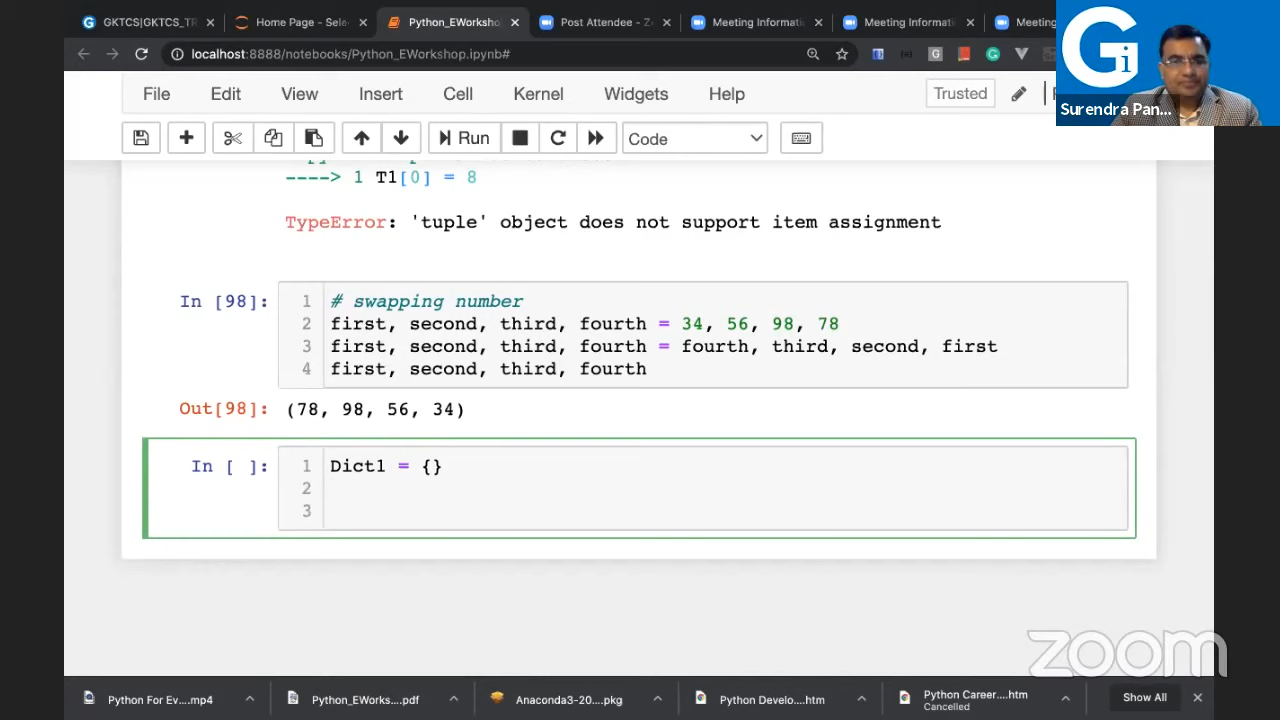 GKTCS|GKTCS_TR
Home Page - Sele
Python_EWorksho
Post Attendee - Z
Meeting Informati
Meeting Informati
Meeting
localhost:8888/notebooks/Python_EWorkshop.ipynb#
Gi
Surendra Pan...
File Edit View Insert Cell Kernel Widgets Help Trusted
Run Code
----> 1 T1[0] = 8
TypeError: 'tuple' object does not support item assignment
In [98]:
1 # swapping number
2 first, second, third, fourth = 34, 56, 98, 78
3 first, second, third, fourth = fourth, third, second, first
4 first, second, third, fourth
Out[98]: (78, 98, 56, 34)
In [ ]:
1 Dict1 = {}
2
3
zoom
Python For Ev....mp4
Python_EWorks....pdf
Anaconda3-20....pkg
Python Develo....htm
Python Career....htm
Cancelled
Show All